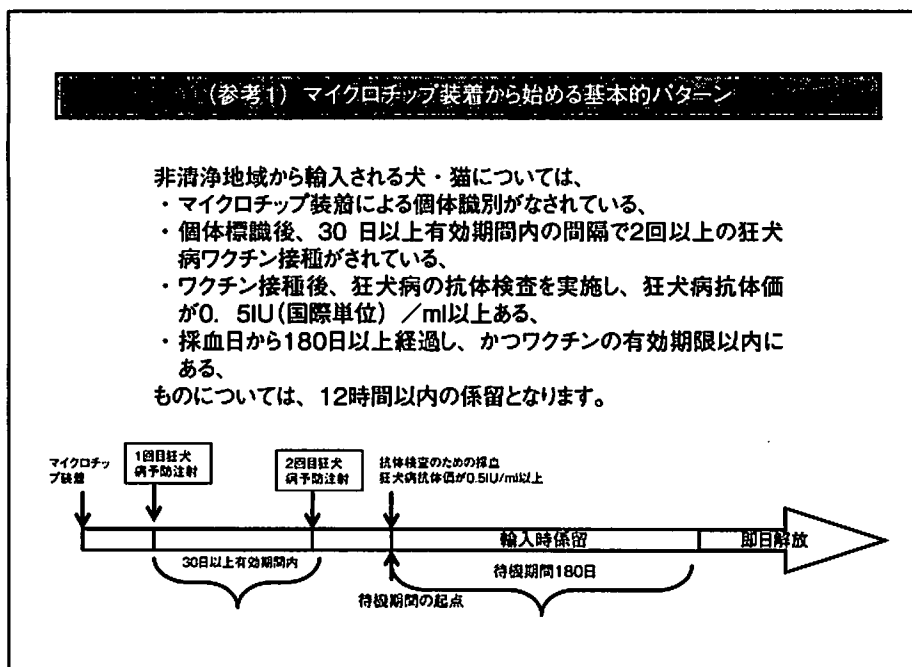 (参考1) マイクロチップ装着から始める基本的パターン
非清浄地域から輸入される犬・猫については、
・マイクロチップ装着による個体識別がなされている、
・個体標識後、30 日以上有効期間内の間隔で2回以上の狂犬
病ワクチン接種がされている、
・ワクチン接種後、狂犬病の抗体検査を実施し、狂犬病抗体価
が0. 5IU(国際単位) /ml以上ある、
・採血日から180日以上経過し、かつワクチンの有効期限以内に
ある、
ものについては、12時間以内の係留となります。
マイクロチッ
プ装着
1回目狂犬
病予防注射
2回目狂犬
病予防注射
抗体検査のための採血
狂犬病抗体価が0.5IU/ml以上
輸入時係留
即日解放
30日以上有効期間内
待機期間180日
待機期間の起点